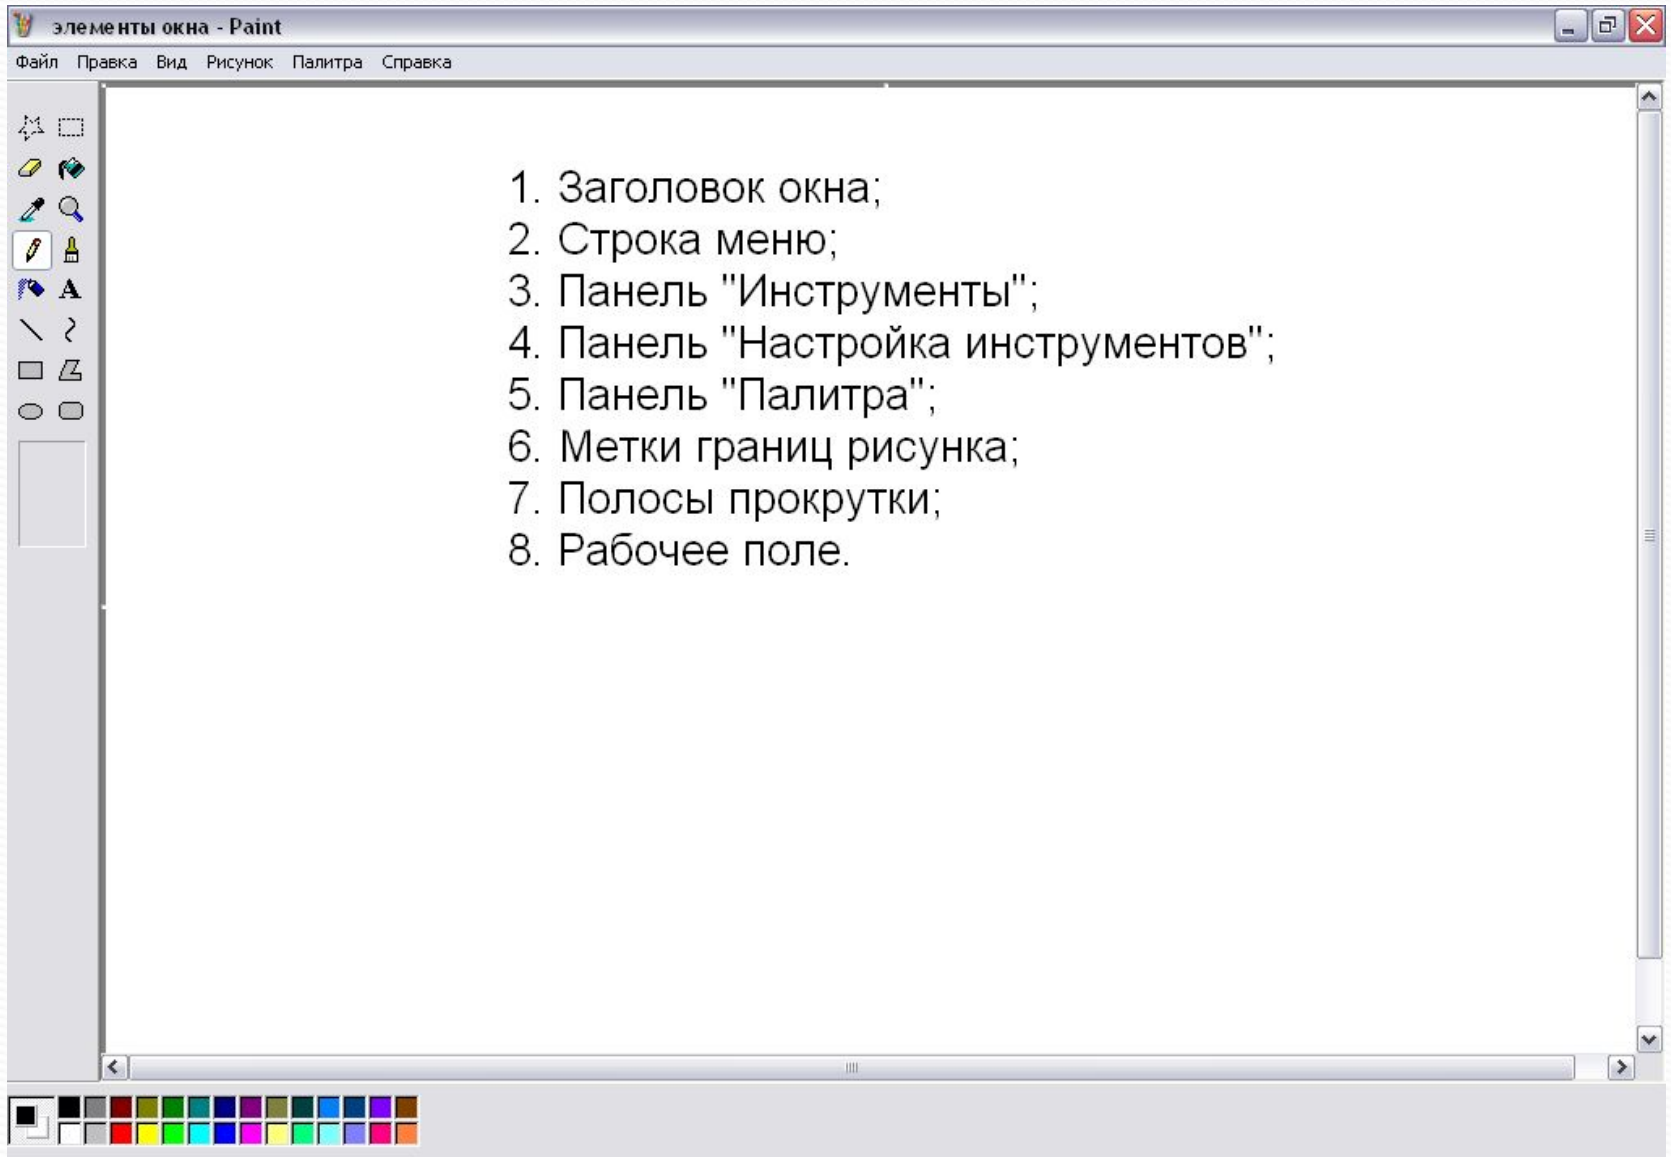 элементы окна - Paint
Файл Правка Вид Рисунок Палитра Справка
1. Заголовок окна;
2. Строка меню;
3. Панель "Инструменты";
4. Панель "Настройка инструментов";
5. Панель "Палитра";
6. Метки границ рисунка;
7. Полосы прокрутки;
8. Рабочее поле.
A